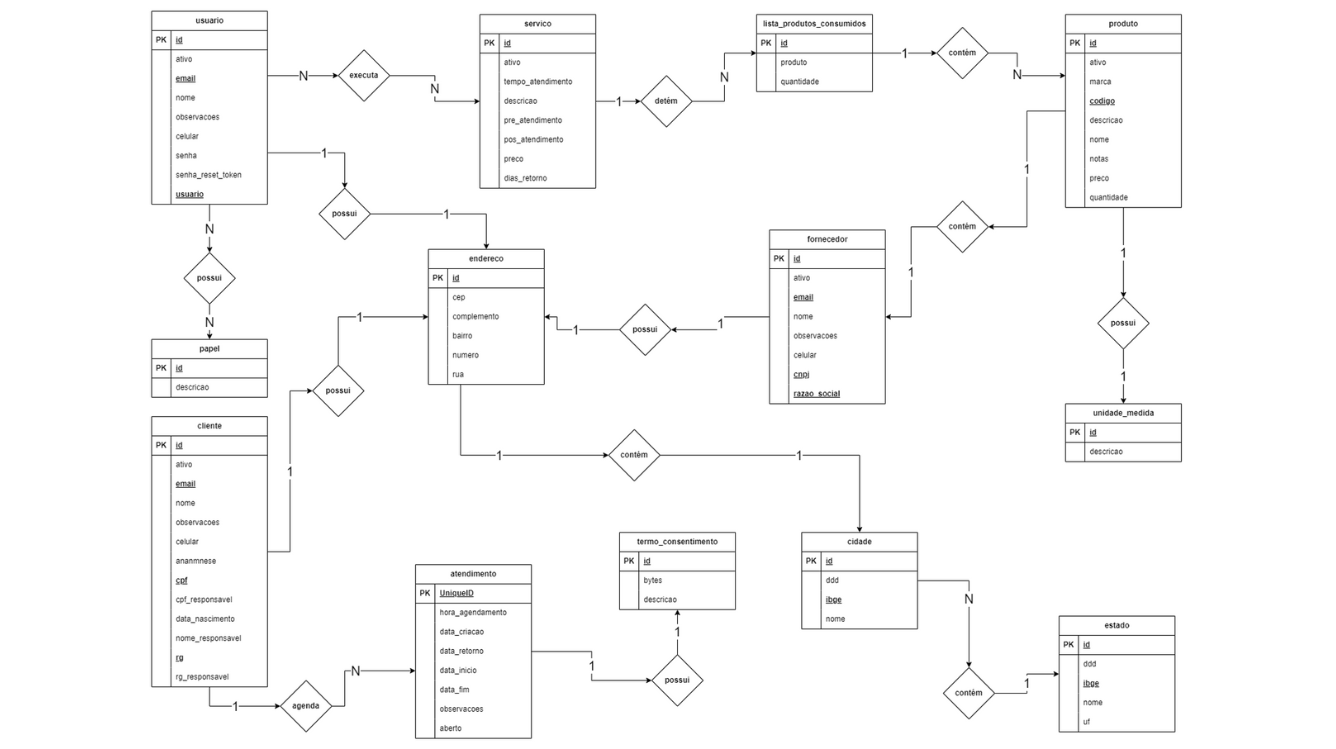 usuario
PK id
ativo
email
nome
observacoes
celular
senha
senha_reset_token
usuario
N
executa
N
servico
PK id
ativo
tempo_atendimento
descricao
pre_atendimento
pos_atendimento
preco
dias_retorno
1
detém
N
lista_produtos_consumidos
PK id
produto
quantidade
1
contém
N
produto
PK id
ativo
marca
codigo
descricao
nome
notas
preco
quantidade
1
possui
1
N
possui
N
papel
PK id
descricao
endereco
PK id
cep
complemento
bairro
numero
rua
1
possui
1
fornecedor
PK id
ativo
email
nome
observacoes
celular
cnpj
razao_social
1
contém
1
1
possui
1
unidade_medida
PK id
descricao
1
possui
1
cliente
PK id
ativo
email
nome
observacoes
celular
ananmnese
cpf
cpf_responsavel
data_nascimento
nome_responsavel
rg
rg_responsavel
1
contém
1
1
agenda
N
atendimento
PK UniqueID
hora_agendamento
data_criacao
data_retorno
data_inicio
data_fim
observacoes
aberto
1
possui
1
termo_consentimento
PK id
bytes
descricao
cidade
PK id
ddd
ibge
nome
N
contém
1
estado
PK id
ddd
ibge
nome
uf